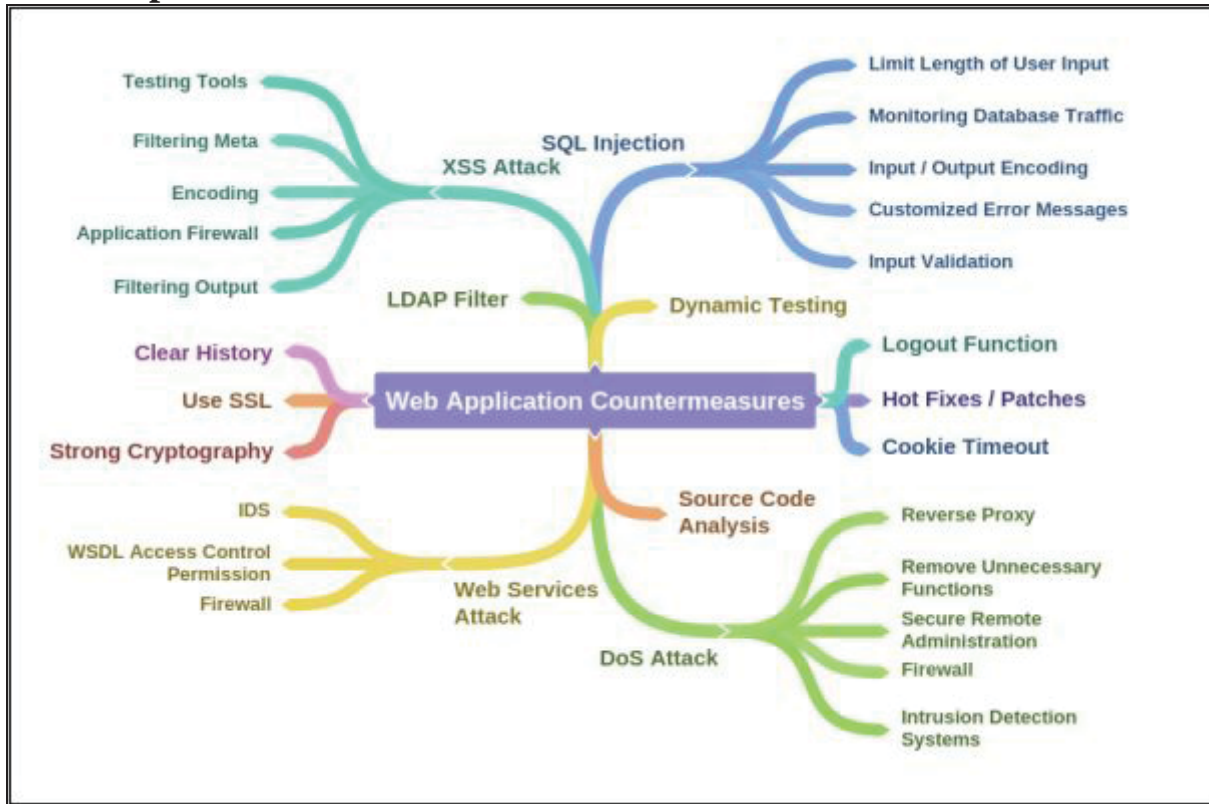 Testing Tools
Filtering Meta
Encoding
Application Firewall
Filtering Output
XSS Attack
SQL Injection
Limit Length of User Input
Monitoring Database Traffic
Input / Output Encoding
Customized Error Messages
Input Validation
LDAP Filter
Dynamic Testing
Clear History
Use SSL
Strong Cryptography
Web Application Countermeasures
Logout Function
Hot Fixes / Patches
Cookie Timeout
IDS
WSDL Access Control
Permission
Firewall
Web Services
Attack
Source Code
Analysis
DoS Attack
Reverse Proxy
Remove Unnecessary
Functions
Secure Remote
Administration
Firewall
Intrusion Detection
Systems